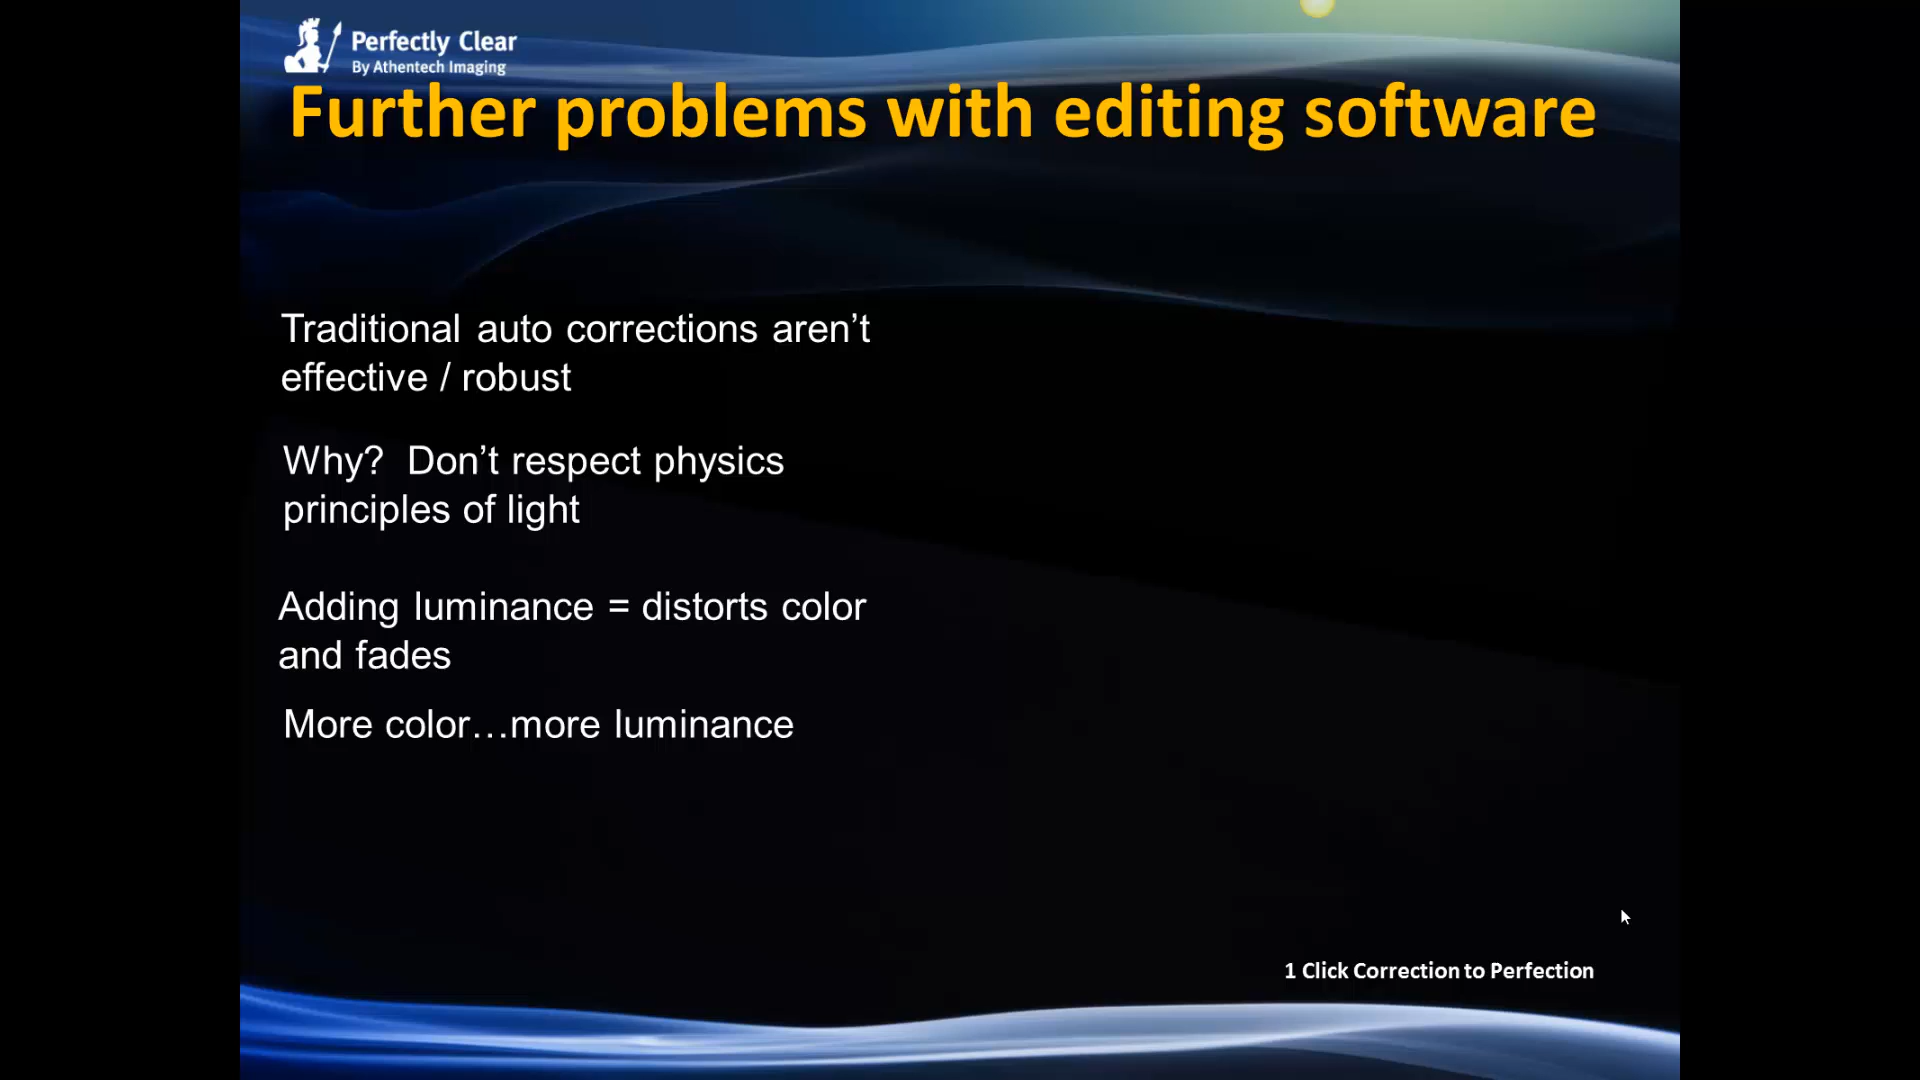 Perfectly Clear
By Athentech Imaging
Further problems with editing software
Traditional auto corrections aren’t
effective / robust
Why?  Don’t respect physics
principles of light
Adding luminance = distorts color
and fades
More color…more luminance
1 Click Correction to Perfection